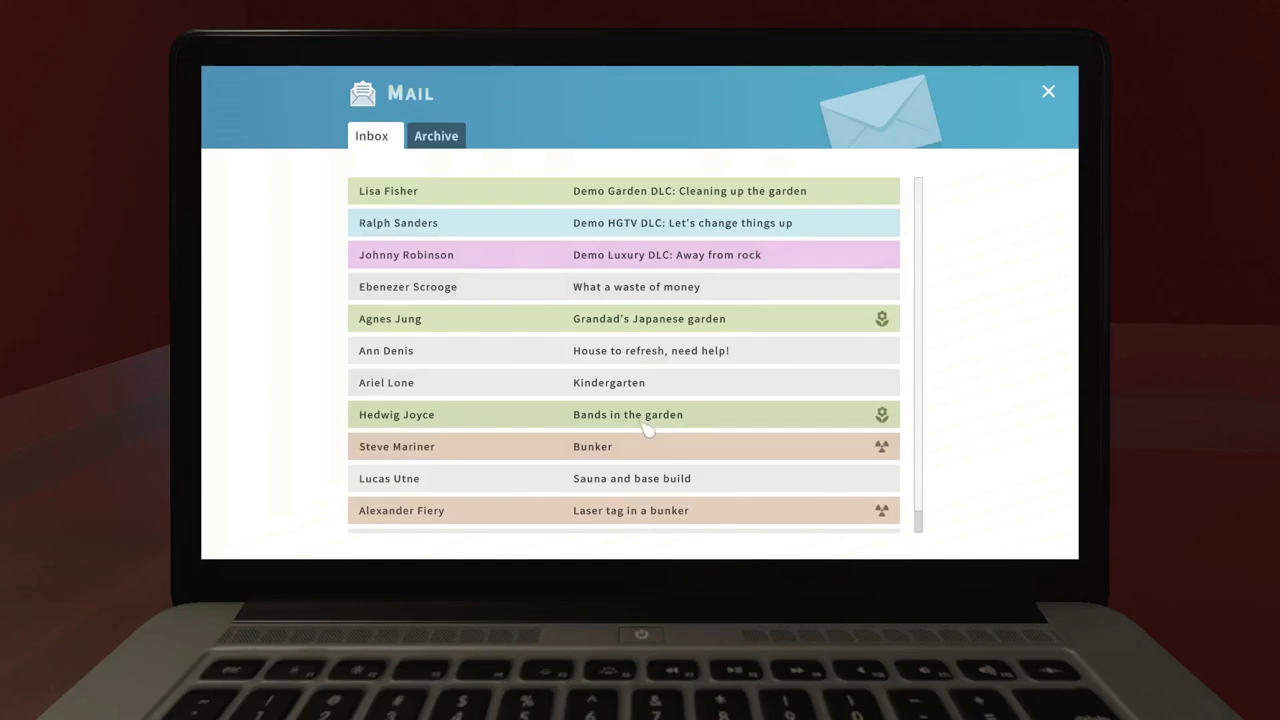 Mail
Inbox Archive
Lisa Fisher Demo Garden DLC: Cleaning up the garden
Ralph Sanders Demo HGTV DLC: Let's change things up
Johnny Robinson Demo Luxury DLC: Away from rock
Ebenezer Scrooge What a waste of money
Agnes Jung Grandad's Japanese garden
Ann Denis House to refresh, need help!
Ariel Lone Kindergarten
Hedwig Joyce Bands in the garden
Steve Mariner Bunker
Lucas Utne Sauna and base build
Alexander Fiery Laser tag in a bunker
esc